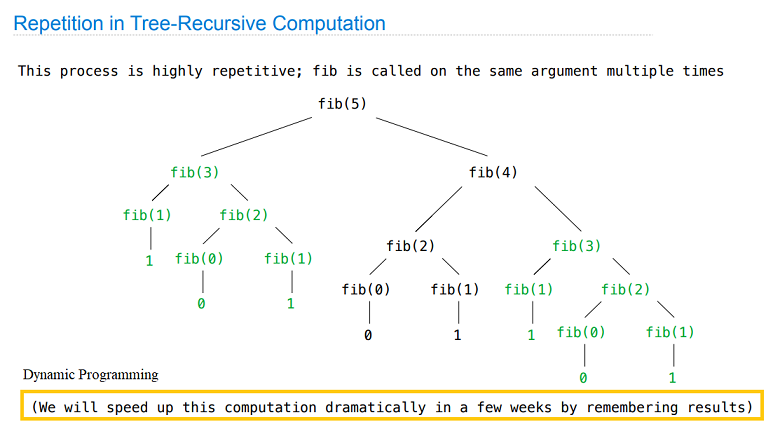 Repetition in Tree-Recursive Computation
This process is highly repetitive; fib is called on the same argument multiple times
fib(5)
fib(3) fib(4)
fib(1) fib(2)
fib(2) fib(3)
1 fib(0) fib(1)
fib(0) fib(1) fib(1) fib(2)
0 1
0 1 1 fib(0) fib(1)
Dynamic Programming
0 1
(We will speed up this computation dramatically in a few weeks by remembering results)